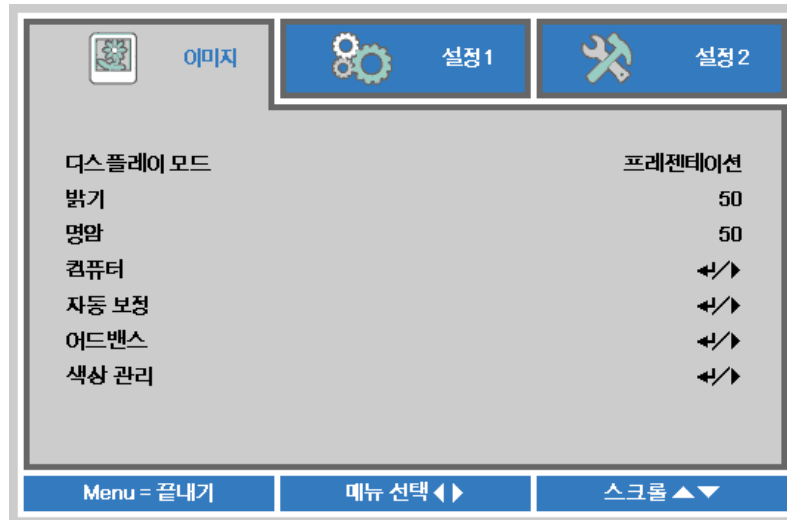 이미지 설정1 설정2
디스플레이 모드 프레젠테이션
밝기 50
명암 50
컴퓨터 ↵/▶
자동 보정 ↵/▶
어드밴스 ↵/▶
색상 관리 ↵/▶
Menu = 끝내기 메뉴 선택 ◀ ▶ 스크롤 ▲ ▼